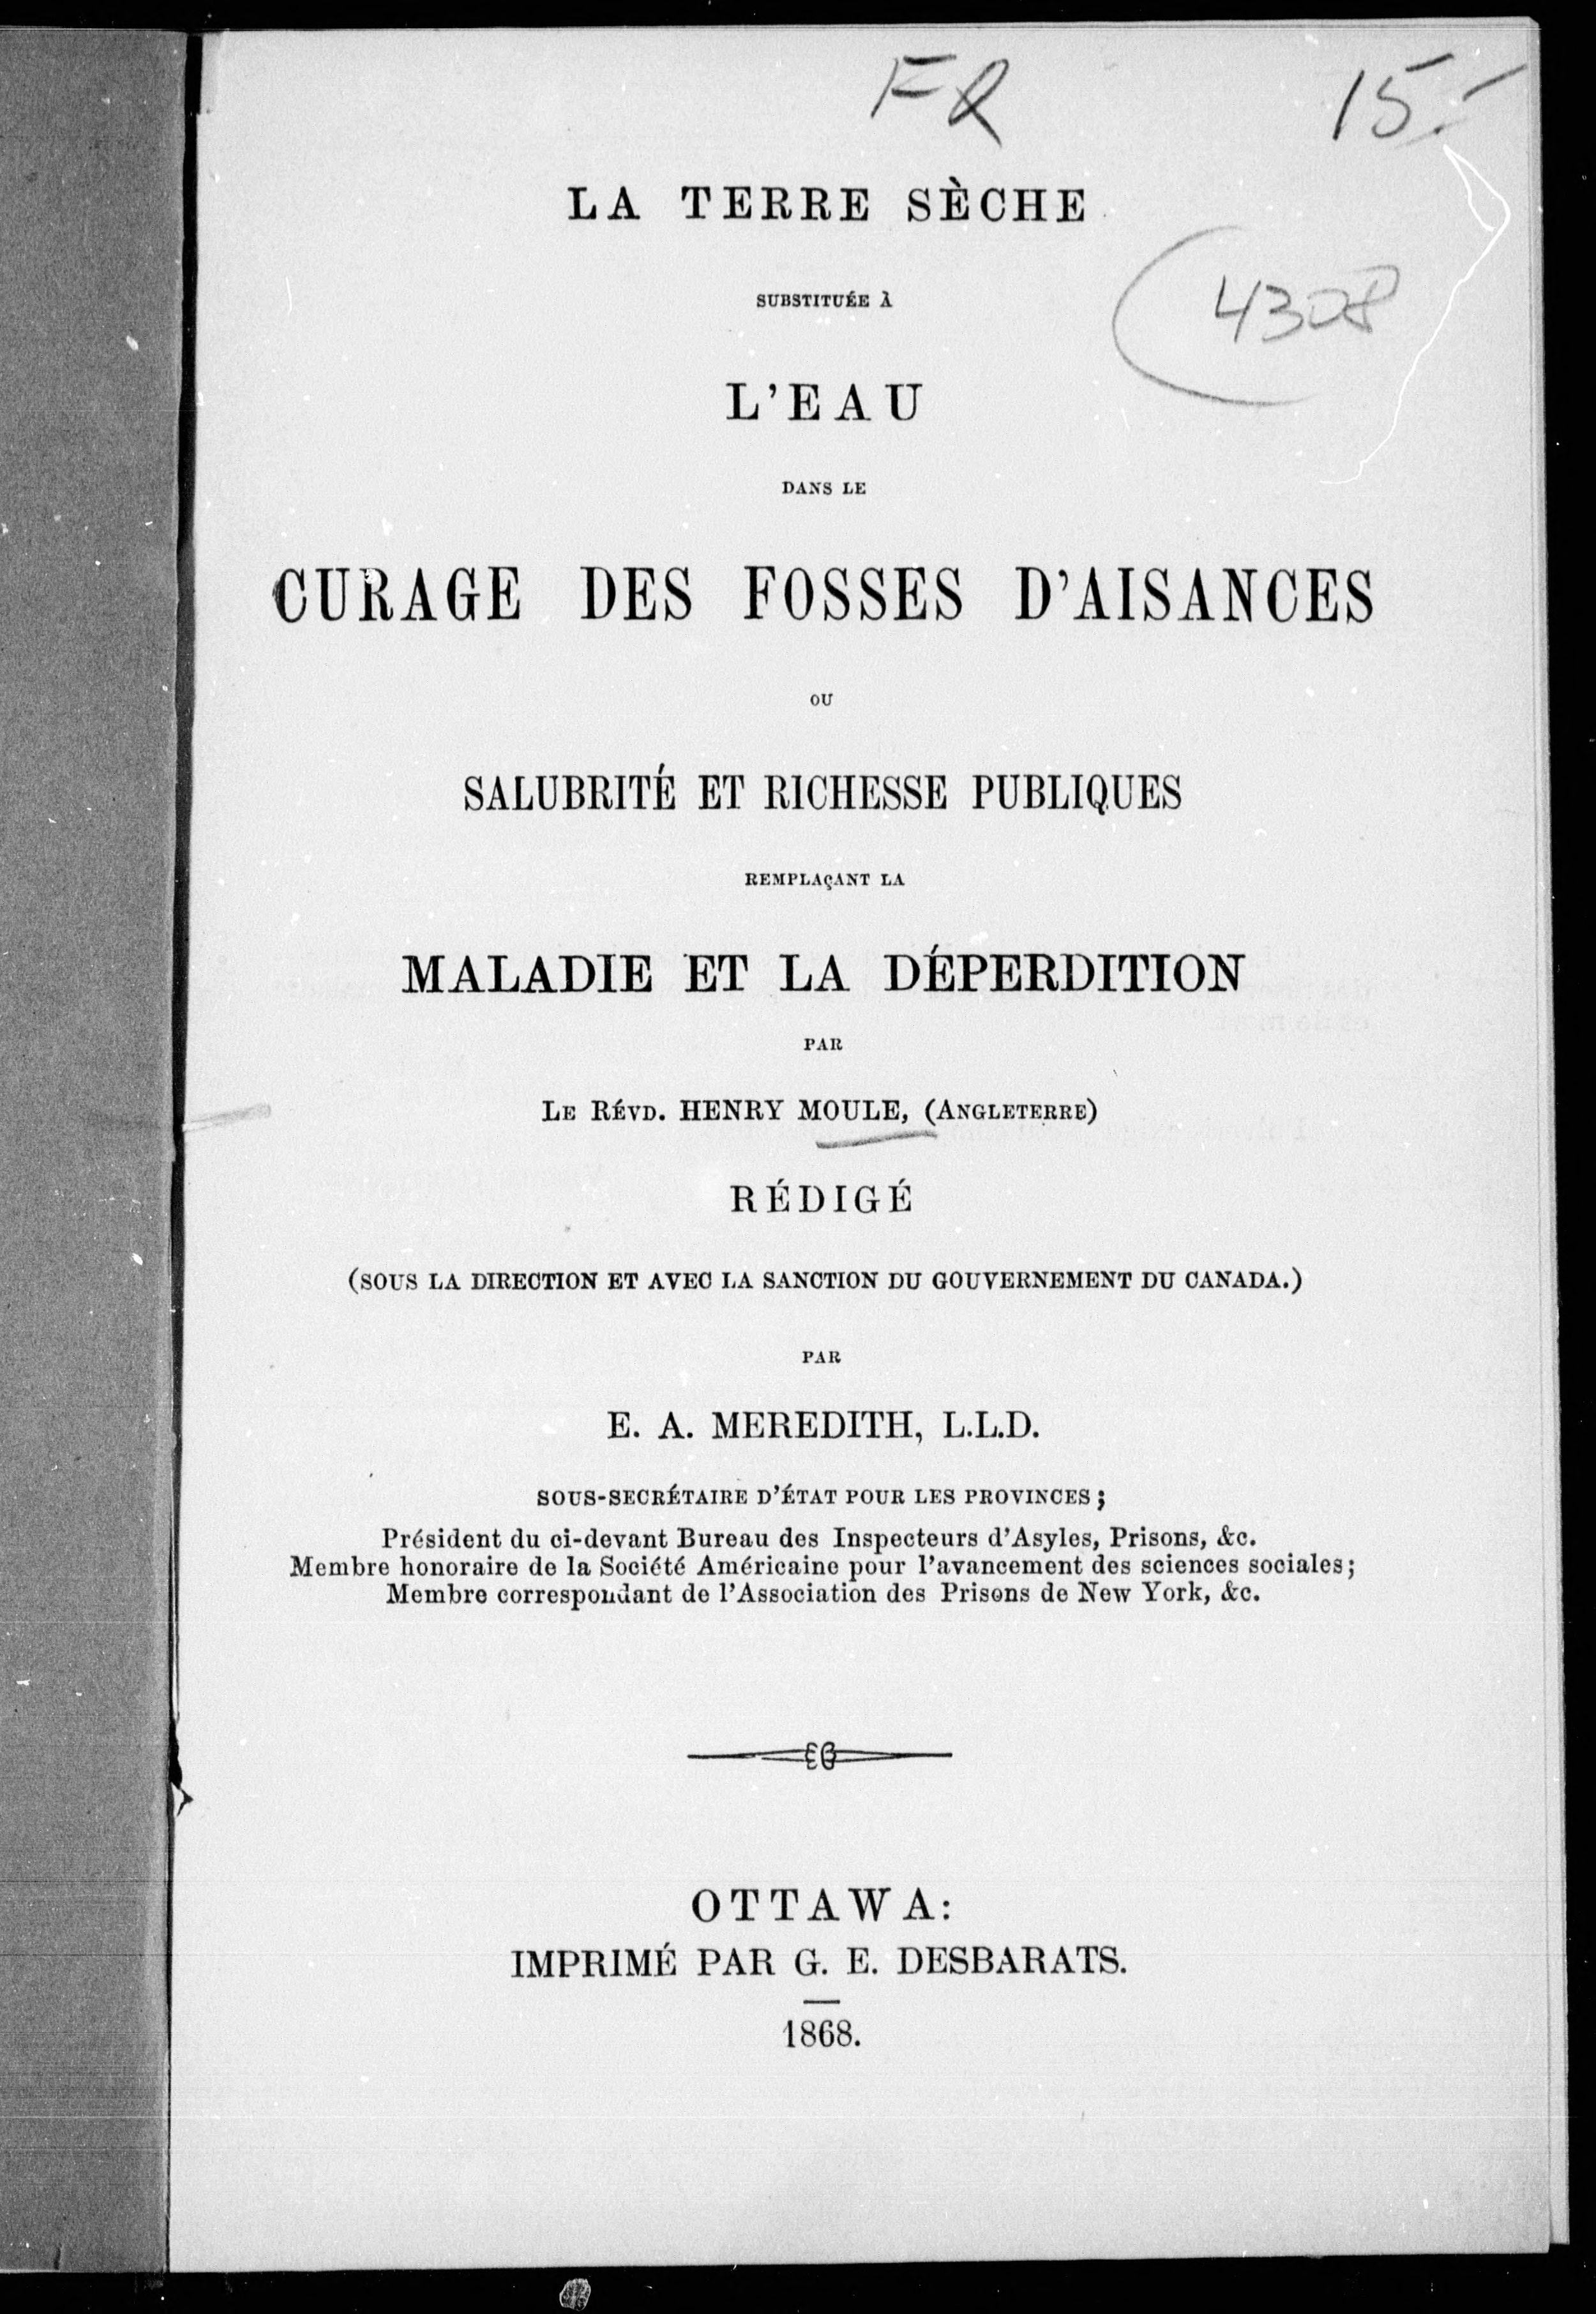 FR 15.-
LA TERRE SÈCHE
SUBSTITUÉE À
4308
L'EAU
DANS LE
CURAGE DES FOSSES D'AISANCES
OU
SALUBRITÉ ET RICHESSE PUBLIQUES
REMPLAÇANT LA
MALADIE ET LA DÉPERDITION
PAR
LE RÉVD. HENRY MOULE, (ANGLETERRE)
RÉDIGÉ
(SOUS LA DIRECTION ET AVEC LA SANCTION DU GOUVERNEMENT DU CANADA.)
PAR
E. A. MEREDITH, L.L.D.
SOUS-SECRÉTAIRE D'ÉTAT POUR LES PROVINCES;
Président du ci-devant Bureau des Inspecteurs d'Asyles, Prisons, &c.
Membre honoraire de la Société Américaine pour l'avancement des sciences sociales;
Membre correspondant de l'Association des Prisons de New York, &c.
OTTAWA:
IMPRIMÉ PAR G. E. DESBARATS.
1868.